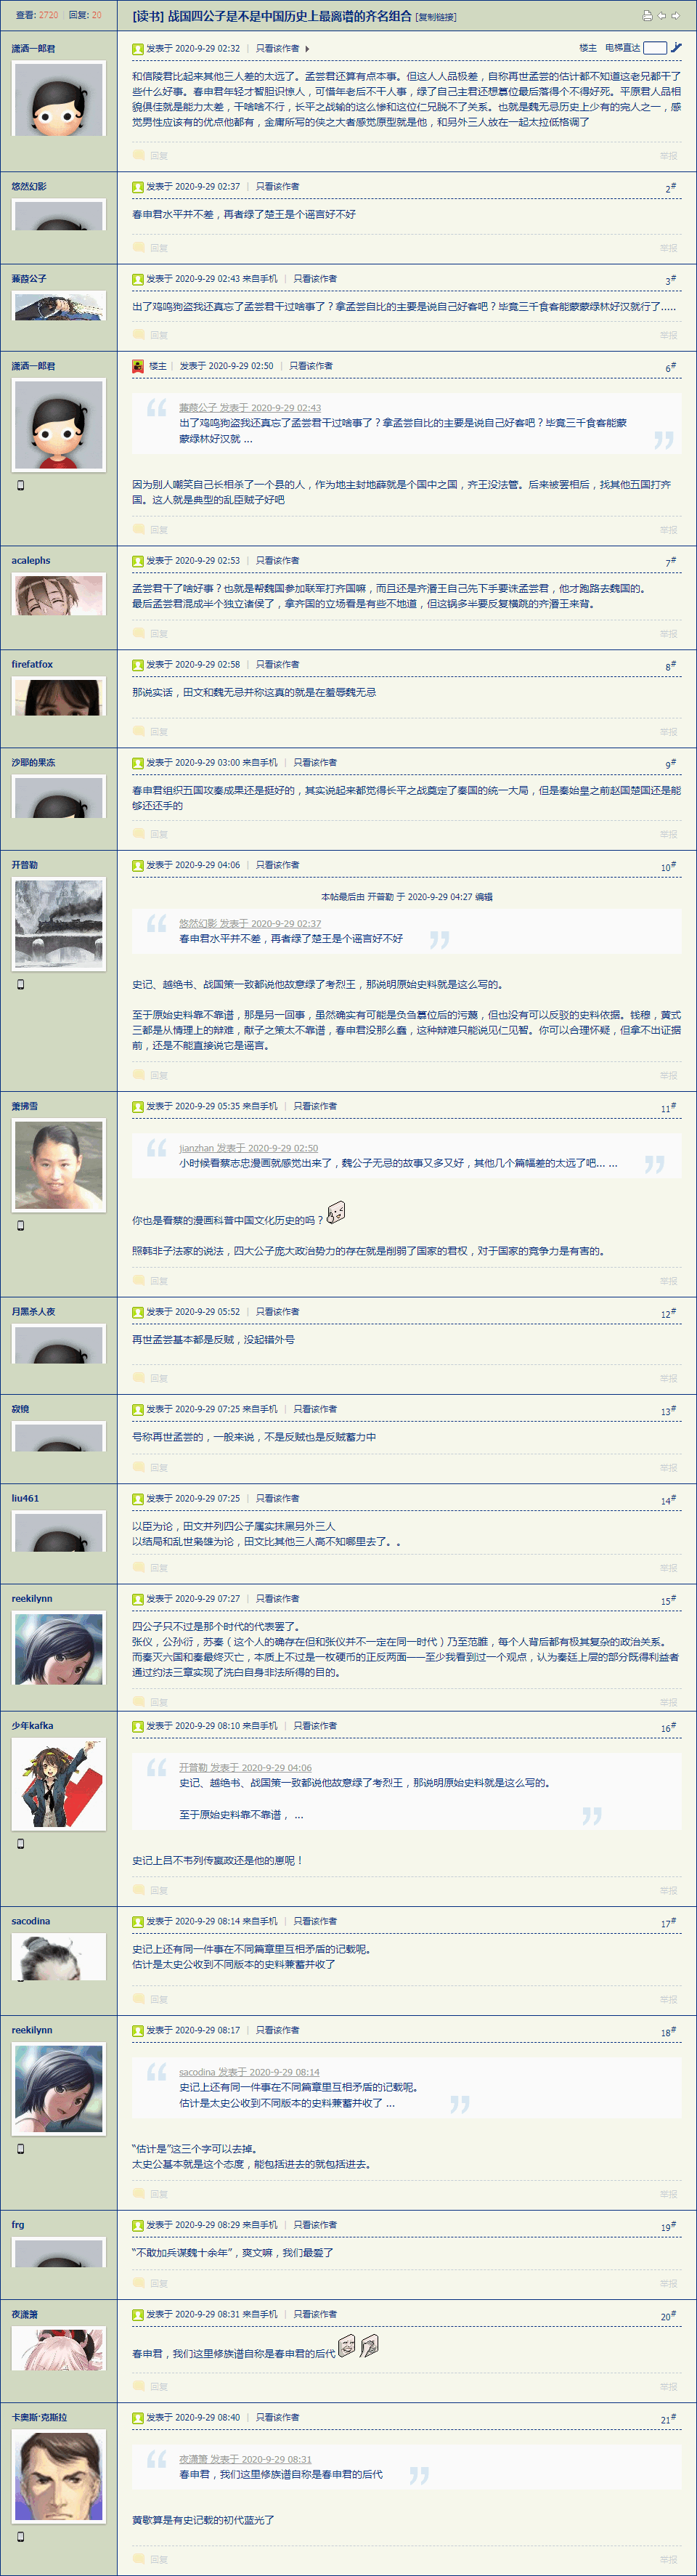 查看: 2720 | 回复: 20
[读书] 战国四公子是不是中国历史上最离谱的齐名组合 [复制链接]
潇洒一郎君
发表于 2020-9-29 02:32 | 只看该作者
楼主 电梯直达
和信陵君比起来其他三人差的太远了。孟尝君还算有点本事。但这人人品极差，自称再世孟尝的估计都不知道这老兄都干了
些什么好事。春申君年轻才智胆识惊人，可惜年老后不干人事，绿了自己主君还想篡位最后落得个不得好死。平原君人品相
貌俱佳就是能力太差，干啥啥不行，长平之战输的这么惨和这位仁兄脱不了关系。也就是魏无忌历史上少有的完人之一，感
觉男性应该有的优点他都有，金庸所写的侠之大者感觉原型就是他，和另外三人放在一起太拉低格调了
回复
举报
悠然幻影
发表于 2020-9-29 02:37 | 只看该作者
2#
春申君水平并不差，再者绿了楚王是个谣言好不好
回复
举报
蒹葭公子
发表于 2020-9-29 02:43 来自手机 | 只看该作者
3#
出了鸡鸣狗盗我还真忘了孟尝君干过啥事了？拿孟尝自比的主要是说自己好客吧？毕竟三千食客能蒙蒙绿林好汉就行了.....
回复
举报
潇洒一郎君
楼主 | 发表于 2020-9-29 02:50 | 只看该作者
6#
蒹葭公子 发表于 2020-9-29 02:43
出了鸡鸣狗盗我还真忘了孟尝君干过啥事了？拿孟尝自比的主要是说自己好客吧？毕竟三千食客能蒙
蒙绿林好汉就 ...
因为别人嘲笑自己长相杀了一个县的人，作为地主封地薛就是个国中之国，齐王没法管。后来被罢相后，找其他五国打齐
国。这人就是典型的乱臣贼子好吧
回复
举报
acalephs
发表于 2020-9-29 02:53 | 只看该作者
7#
孟尝君干了啥好事？也就是帮魏国参加联军打齐国嘛，而且还是齐湣王自己先下手要诛孟尝君，他才跑路去魏国的。
最后孟尝君混成半个独立诸侯了，拿齐国的立场看是有些不地道，但这锅多半要反复横跳的齐湣王来背。
回复
举报
firefatfox
发表于 2020-9-29 02:58 | 只看该作者
8#
那说实话，田文和魏无忌并称这真的就是在羞辱魏无忌
回复
举报
沙耶的果冻
发表于 2020-9-29 03:00 来自手机 | 只看该作者
9#
春申君组织五国攻秦成果还是挺好的，其实说起来都觉得长平之战奠定了秦国的统一大局，但是秦始皇之前赵国楚国还是能
够还还手的
回复
举报
开普勒
发表于 2020-9-29 04:06 | 只看该作者
10#
本帖最后由 开普勒 于 2020-9-29 04:27 编辑
悠然幻影 发表于 2020-9-29 02:37
春申君水平并不差，再者绿了楚王是个谣言好不好
史记、越绝书、战国策一致都说他故意绿了考烈王，那说明原始史料就是这么写的。
至于原始史料靠不靠谱，那是另一回事，虽然确实有可能是负刍篡位后的污蔑，但也没有可以反驳的史料依据。钱穆，黄式
三都是从情理上的辩难，献子之策太不靠谱，春申君没那么蠢，这种辩难只能说见仁见智。你可以合理怀疑，但拿不出证据
前，还是不能直接说它是谣言。
回复
举报
萧拂雪
发表于 2020-9-29 05:35 来自手机 | 只看该作者
11#
jianzhan 发表于 2020-9-29 02:50
小时候看蔡志忠漫画就感觉出来了，魏公子无忌的故事又多又好，其他几个篇幅差的太远了吧... ...
你也是看蔡的漫画科普中国文化历史的吗？
照韩非子法家的说法，四大公子庞大政治势力的存在就是削弱了国家的君权，对于国家的竞争力是有害的。
回复
举报
月黑杀人夜
发表于 2020-9-29 05:52 | 只看该作者
12#
再世孟尝基本都是反贼，没起错外号
回复
举报
寂镜
发表于 2020-9-29 07:25 来自手机 | 只看该作者
13#
号称再世孟尝的，一般来说，不是反贼也是反贼蓄力中
回复
举报
liu461
发表于 2020-9-29 07:25 | 只看该作者
14#
以臣为论，田文并列四公子属实抹黑另外三人
以结局和乱世枭雄为论，田文比其他三人高不知哪里去了。。
回复
举报
reekilynn
发表于 2020-9-29 07:27 | 只看该作者
15#
四公子只不过是那个时代的代表罢了。
张仪，公孙衍，苏秦（这个人的确存在但和张仪并不一定在同一时代）乃至范雎，每个人背后都有极其复杂的政治关系。
而秦灭六国和秦最终灭亡，本质上不过是一枚硬币的正反两面——至少我看到过一个观点，认为秦廷上层的部分既得利益者
通过约法三章实现了洗白自身非法所得的目的。
回复
举报
少年kafka
发表于 2020-9-29 08:10 来自手机 | 只看该作者
16#
开普勒 发表于 2020-9-29 04:06
史记、越绝书、战国策一致都说他故意绿了考烈王，那说明原始史料就是这么写的。
至于原始史料靠不靠谱， ...
史记上吕不韦列传嬴政还是他的崽呢！
回复
举报
sacodina
发表于 2020-9-29 08:14 来自手机 | 只看该作者
17#
史记上还有同一件事在不同篇章里互相矛盾的记载呢。
估计是太史公收到不同版本的史料兼蓄并收了
回复
举报
reekilynn
发表于 2020-9-29 08:17 | 只看该作者
18#
sacodina 发表于 2020-9-29 08:14
史记上还有同一件事在不同篇章里互相矛盾的记载呢。
估计是太史公收到不同版本的史料兼蓄并收了 ...
“估计是”这三个字可以去掉。
太史公基本就是这个态度，能包括进去的就包括进去。
回复
举报
frg
发表于 2020-9-29 08:29 来自手机 | 只看该作者
19#
“不敢加兵谋魏十余年”，爽文嘛，我们最爱了
回复
举报
夜潇箫
发表于 2020-9-29 08:31 来自手机 | 只看该作者
20#
春申君，我们这里修族谱自称是春申君的后代
回复
举报
卡奥斯·克斯拉
发表于 2020-9-29 08:40 | 只看该作者
21#
夜潇箫 发表于 2020-9-29 08:31
春申君，我们这里修族谱自称是春申君的后代
黄歇算是有史记载的初代蓝光了
回复
举报